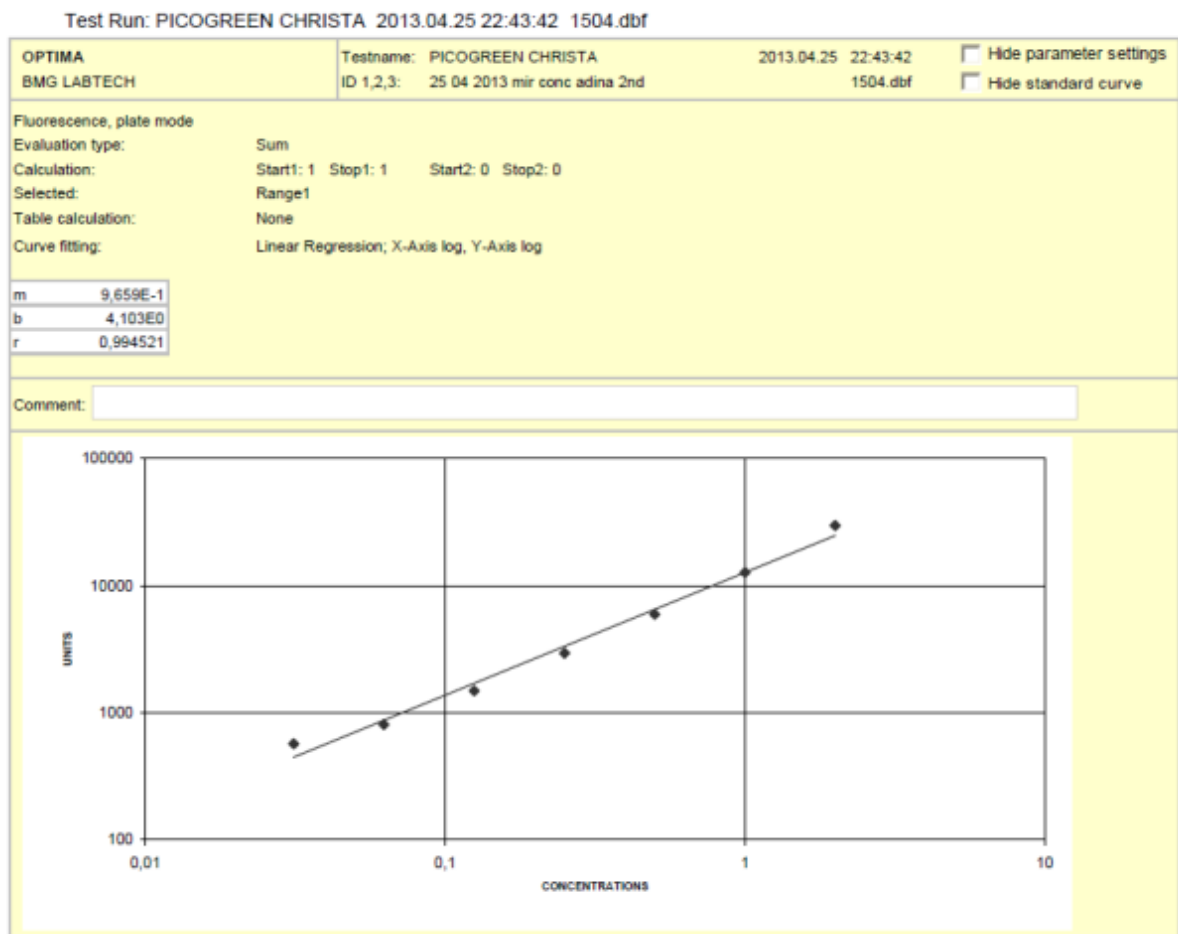 Test Run: PICOGREEN CHRISTA 2013.04.25 22:43:42 1504.dbf
OPTIMA Testname: PICOGREEN CHRISTA 2013.04.25 22:43:42 Hide parameter settings
BMG LABTECH ID 1,2,3: 25 04 2013 mir conc adina 2nd 1504.dbf Hide standard curve
Fluorescence, plate mode
Evaluation type: Sum
Calculation: Start1: 1 Stop1: 1 Start2: 0 Stop2: 0
Selected: Range1
Table calculation: None
Curve fitting: Linear Regression; X-Axis log, Y-Axis log
m 9,659E-1
b 4,103E0
r 0,994521
Comment:
100000
10000
UNITS
1000
100
0,01 0,1 1 10
CONCENTRATIONS